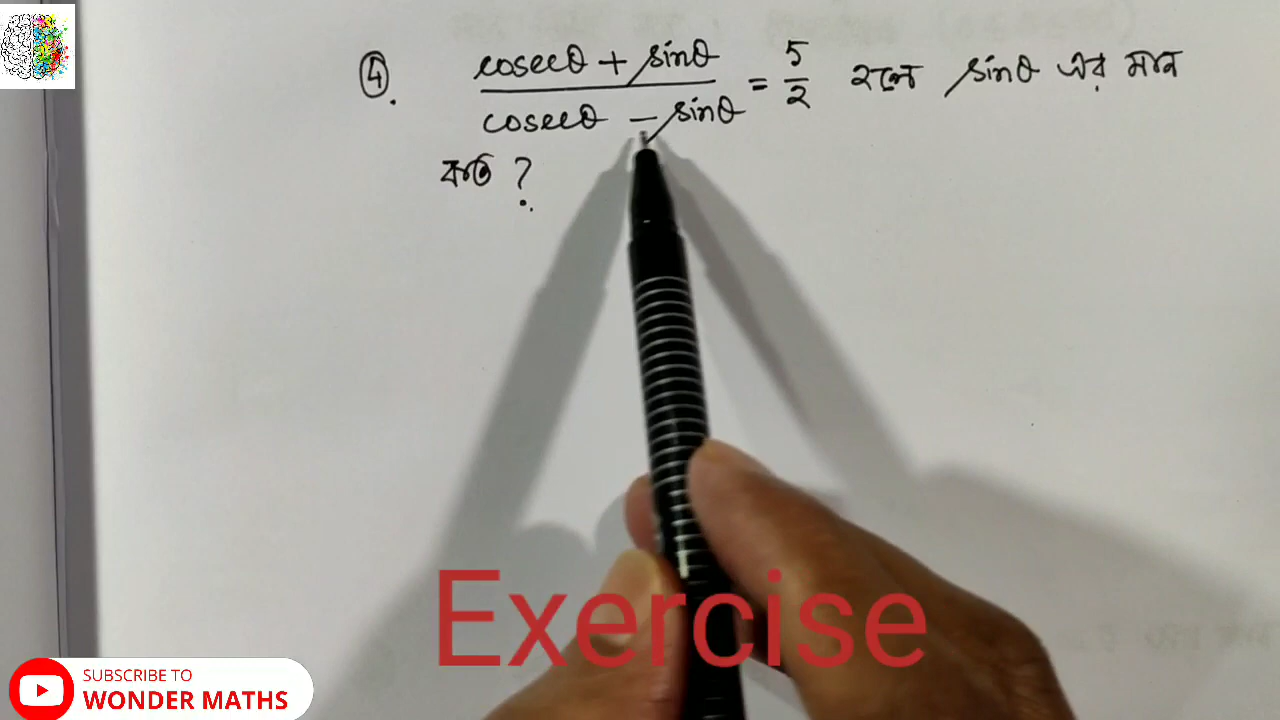 4. cosecθ + sinθ / cosecθ - sinθ = 5/2 হলে sinθ এর মান
কত ?
Exercise
SUBSCRIBE TO
WONDER MATHS